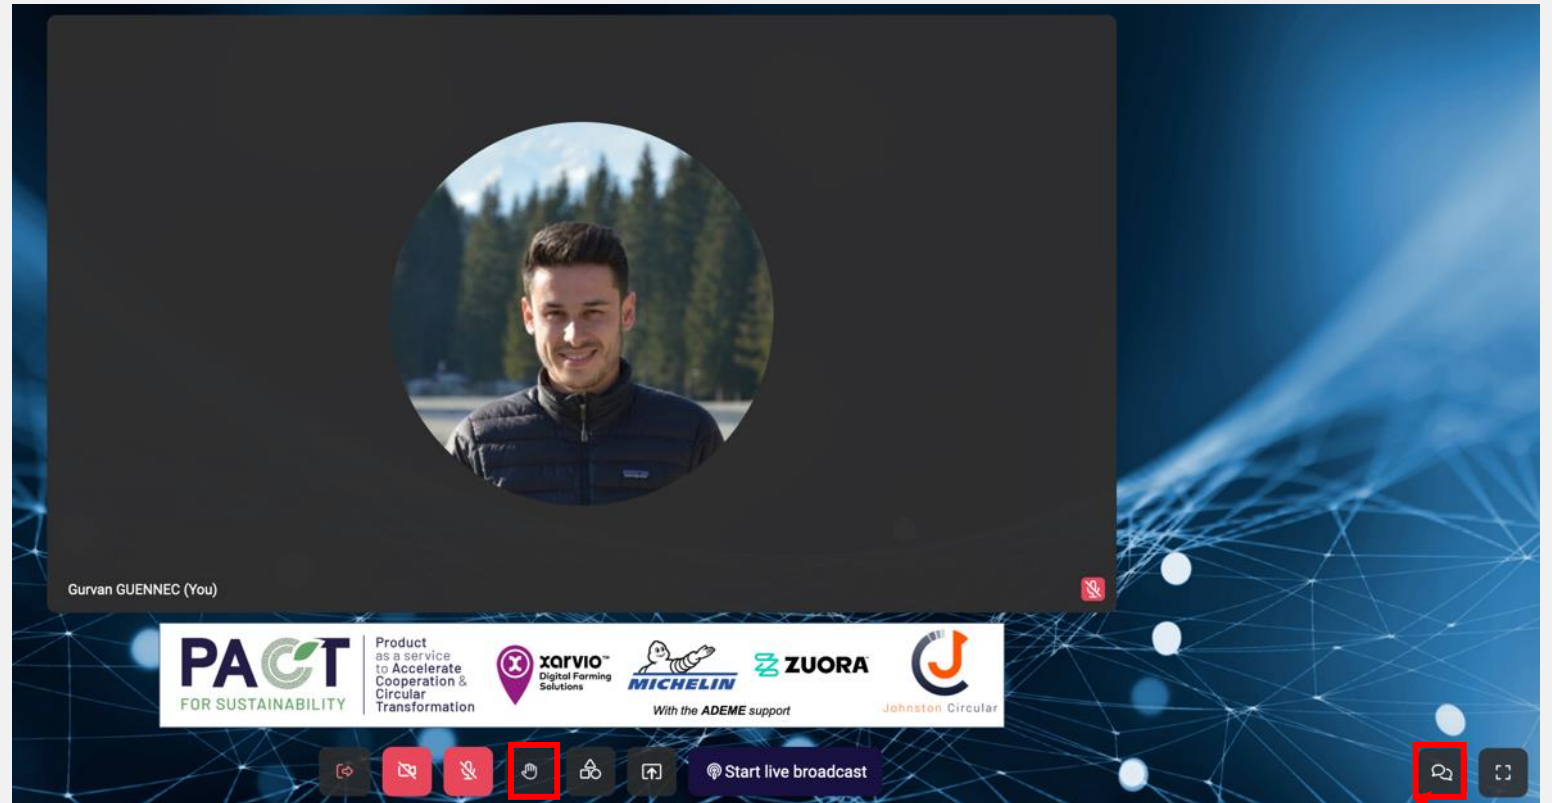 Gurvan GUENNEC (You)
PACT
FOR SUSTAINABILITY
Product
as a service
to Accelerate
Cooperation &
Circular
Transformation
xarvio™
Digital Farming
Solutions
MICHELIN
ZUORA
With the ADEME support
Johnston Circular
Start live broadcast